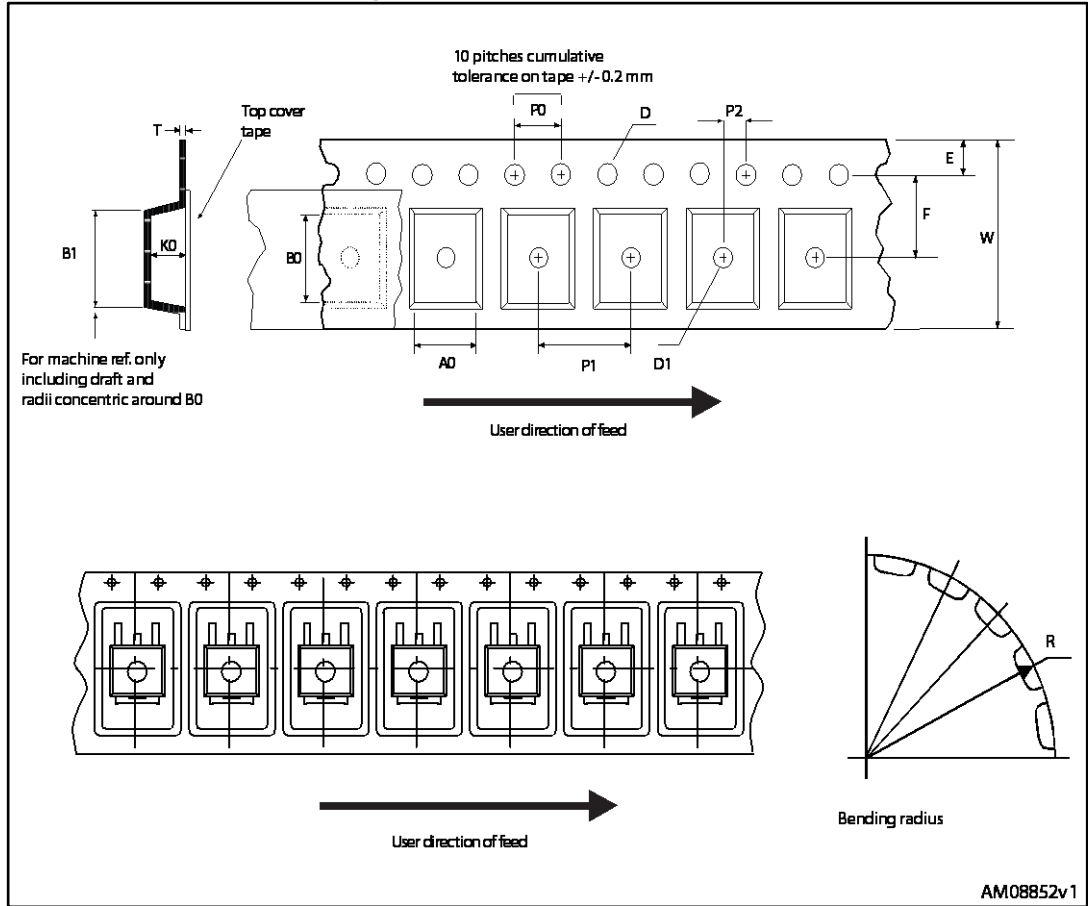 10 pitches cumulative
tolerance on tape +/- 0.2 mm
Top cover
tape
T
P0
D
P2
E
F
W
B1
K0
B0
A0
P1
D1
For machine ref. only
including draft and
radii concentric around B0
User direction of feed
R
Bending radius
User direction of feed
AM08852v1